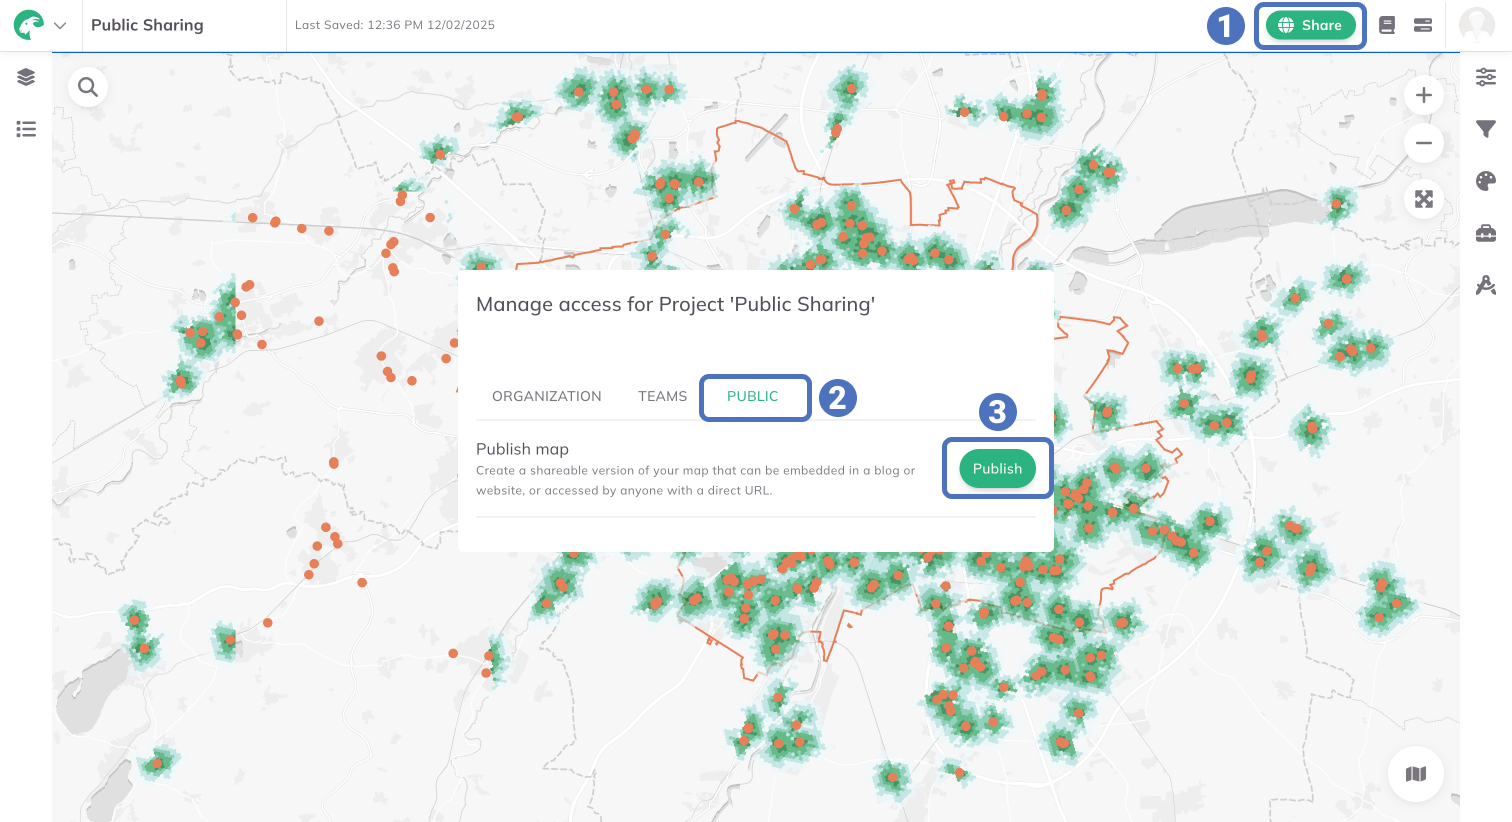 Public Sharing
Last Saved: 12:36 PM 12/02/2025
1
Share
Manage access for Project 'Public Sharing'
ORGANIZATION TEAMS PUBLIC 2
3
Publish map
Create a shareable version of your map that can be embedded in a blog or
website, or accessed by anyone with a direct URL.
Publish